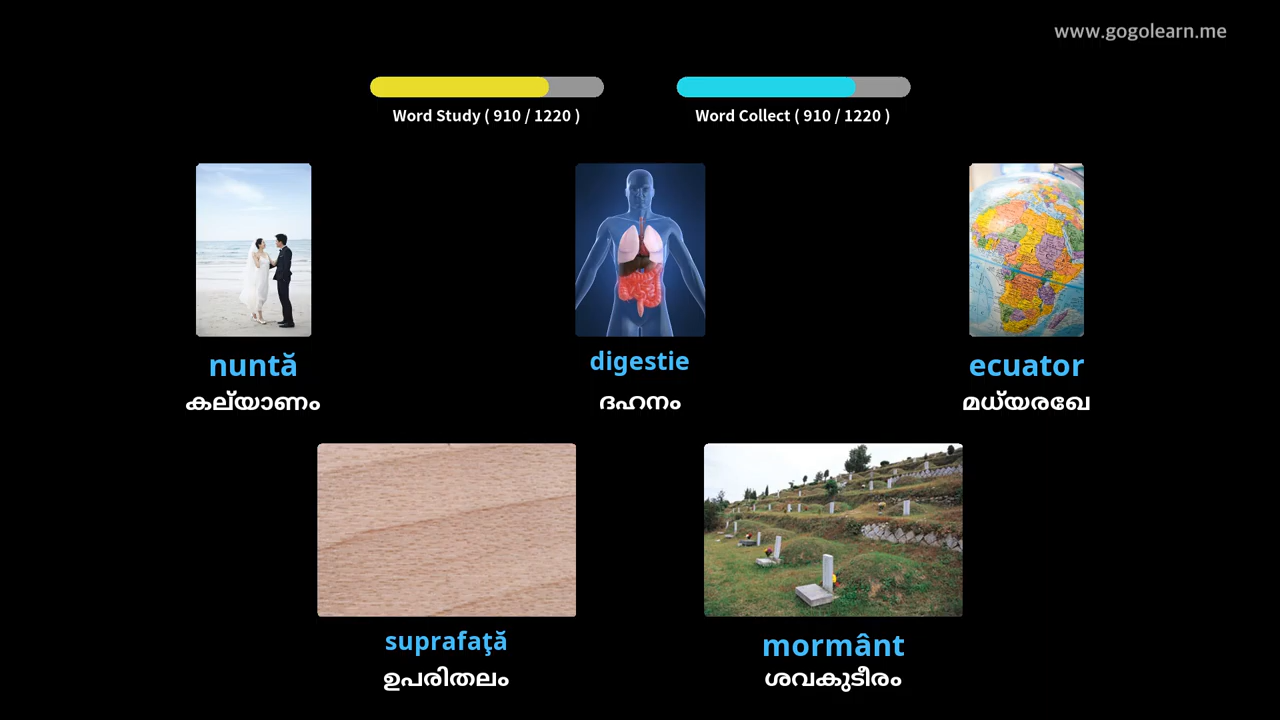 www.gogolearn.me
Word Study ( 910 / 1220 )
Word Collect ( 910 / 1220 )
nuntă
digestie
ecuator
കല്യാണം
ദഹനം
മധ്യരഖേ
suprafaţă
mormânt
ഉപരിതലം
ശവകുടീരം